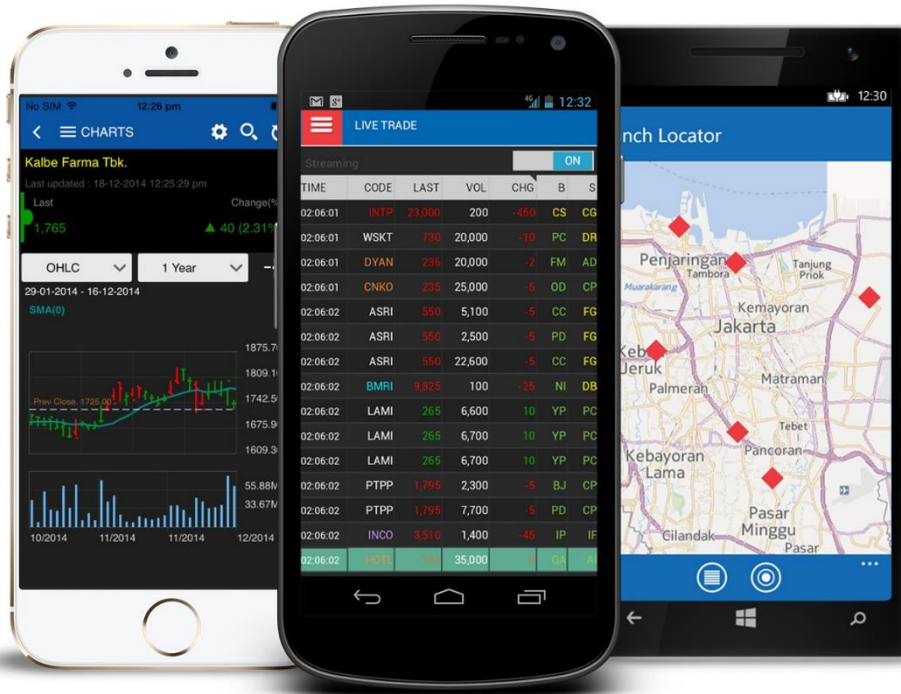 No SIM 12:26 pm
CHARTS
Kalbe Farma Tbk.
Last updated : 18-12-2014 12:25:29 pm
Last Change(%
1,765 40 (2.31%
OHLC 1 Year
29-01-2014 - 16-12-2014
SMA(0)
1875.7
1809.1
Prev Close. 1725.00 1742.5
1675.9
1609.3
55.88M
33.67M
10/2014 11/2014 11/2014 12/2014
4G 12:32
LIVE TRADE
Streaming ON
TIME CODE LAST VOL CHG B S
02:06:01 INTP 23,000 200 -450 CS CG
02:06:01 WSKT 730 20,000 -10 PC DR
02:06:01 DYAN 236 20,000 -2 FM AD
02:06:01 CNKO 235 25,000 -5 OD CP
02:06:02 ASRI 550 5,100 -5 CC FG
02:06:02 ASRI 550 2,500 -5 PD FG
02:06:02 ASRI 550 22,600 -5 CC FG
02:06:02 BMRI 9,825 100 -25 NI DB
02:06:02 LAMI 265 6,600 10 YP PC
02:06:02 LAMI 265 6,700 10 YP PC
02:06:02 LAMI 265 6,700 10 YP PC
02:06:02 PTPP 1,795 2,300 -5 BJ CP
02:06:02 PTPP 1,795 7,700 -5 PD CP
02:06:02 INCO 3,510 1,400 -45 IP IF
02:06:02 HOTL 35,000 GA
12:30
nch Locator
Penjaringan
Tambora
Tanjung
Priok
Muarakarang
Kemayoran
Jakarta
Keb
Jeruk
Palmerah
Matraman
Tebet
Kebayoran
Lama
Pancoran
Pasar
Minggu
Cilandak
Pasar